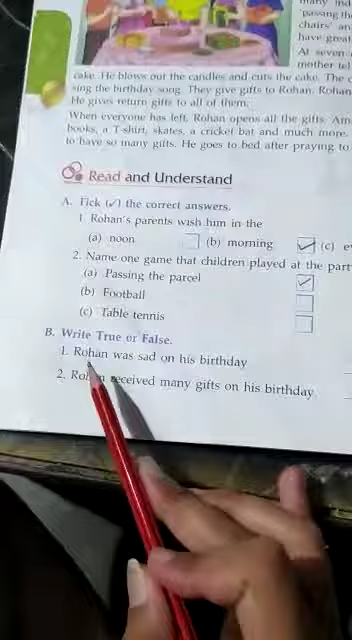 many
'passing th
chairs' an
have great
At seven
mother tel
cake. He blows out the candles and cuts the cake. The c
sing the birthday song. They give gifts to Rohan. Rohan
He gives return gifts to all of them.
When everyone has left, Rohan opens all the gifts. Am
books, a T-shirt, skates, a cricket bat and much more.
to have so many gifts. He goes to bed after praying to
Read and Understand
A. Tick (✓) the correct answers.
1. Rohan's parents wish him in the
(a) noon (b) morning (c) e
2. Name one game that children played at the part
(a) Passing the parcel
(b) Football
(c) Table tennis
B. Write True or False.
1. Rohan was sad on his birthday
2. Rohan received many gifts on his birthday